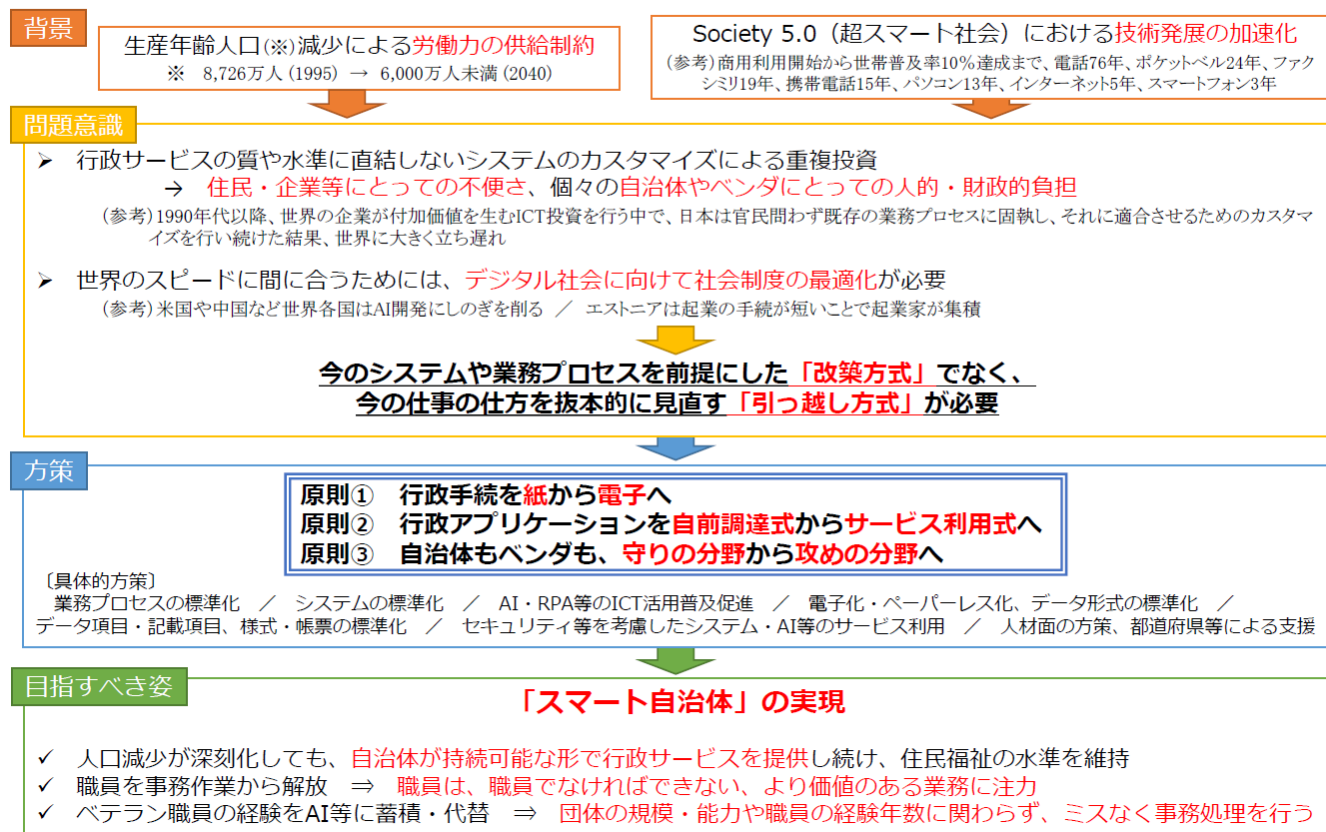 背景
生産年齢人口(※)減少による労働力の供給制約
※ 8,726万人(1995) → 6,000万人未満(2040)
Society 5.0(超スマート社会)における技術発展の加速化
(参考)商用利用開始から世帯普及率10%達成まで、電話76年、ポケットベル24年、ファク
シミリ19年、携帯電話15年、パソコン13年、インターネット5年、スマートフォン3年
問題意識
➢ 行政サービスの質や水準に直結しないシステムのカスタマイズによる重複投資
→ 住民・企業等にとっての不便さ、個々の自治体やベンダにとっての人的・財政的負担
(参考)1990年代以降、世界の企業が付加価値を生むICT投資を行う中で、日本は官民問わず既存の業務プロセスに固執し、それに適合させるためのカスタマ
イズを行い続けた結果、世界に大きく立ち遅れ
➢ 世界のスピードに間に合うためには、デジタル社会に向けて社会制度の最適化が必要
(参考)米国や中国など世界各国はAI開発にしのぎを削る / エストニアは起業の手続が短いことで起業家が集積
今のシステムや業務プロセスを前提にした「改築方式」でなく、
今の仕事の仕方を抜本的に見直す「引っ越し方式」が必要
方策
原則① 行政手続を紙から電子へ
原則② 行政アプリケーションを自前調達式からサービス利用式へ
原則③ 自治体もベンダも、守りの分野から攻めの分野へ
〔具体的方策〕
業務プロセスの標準化 / システムの標準化 / AI・RPA等のICT活用普及促進 / 電子化・ペーパーレス化、データ形式の標準化 /
データ項目・記載項目、様式・帳票の標準化 / セキュリティ等を考慮したシステム・AI等のサービス利用 / 人材面の方策、都道府県等による支援
目指すべき姿
「スマート自治体」の実現
✓ 人口減少が深刻化しても、自治体が持続可能な形で行政サービスを提供し続け、住民福祉の水準を維持
✓ 職員を事務作業から解放 ⇒ 職員は、職員でなければできない、より価値のある業務に注力
✓ ベテラン職員の経験をAI等に蓄積・代替 ⇒ 団体の規模・能力や職員の経験年数に関わらず、ミスなく事務処理を行う